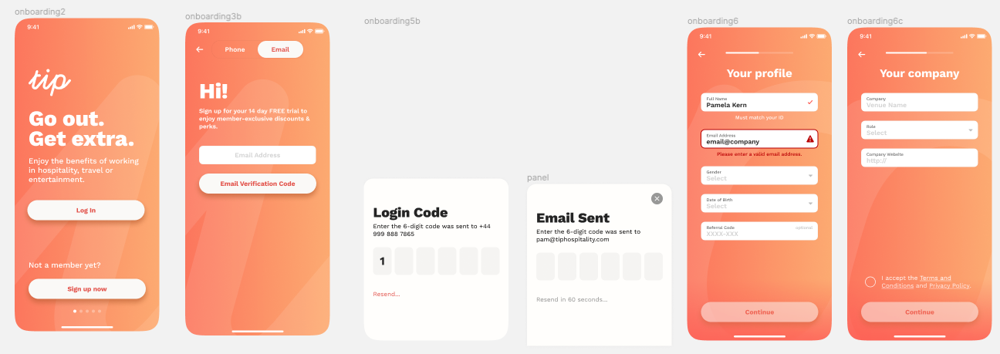 onboarding2
9:41
tip
Go out.
Get extra.
Enjoy the benefits of working
in hospitality, travel or
entertainment.
Log In
Not a member yet?
Sign up now
onboarding3b
9:41
Phone
Email
Hi!
Sign up for your 14 day FREE trial to
enjoy member-exclusive discounts &
perks.
Email Address
Email Verification Code
onboarding5b
Login Code
Enter the 6-digit code was sent to +44
999 888 7865
1
Resend...
panel
Email Sent
Enter the 6-digit code was sent to
pam@tiphospitality.com
Resend in 60 seconds...
onboarding6
9:41
Your profile
Full Name
Pamela Kern
Must match your ID
Email Address
email@company
Please enter a valid email address.
Gender
Select
Date of Birth
Select
Referral Code
optional
XXXX-XXX
Continue
onboarding6c
9:41
Your company
Company
Venue Name
Role
Select
Company Website
http://
I accept the Terms and
Conditions and Privacy Policy.
Continue